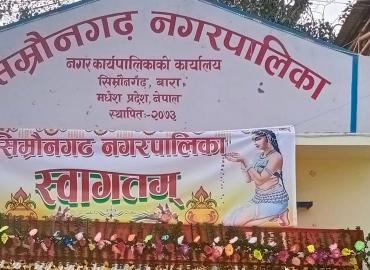 सिम्रौनगढ़ नगरपालिका
नगर कार्यपालिकाको कार्यालय
सिम्रौनगढ, बारा
मधेश प्रदेश, नेपाल
स्थापितः-२०७३
सिम्रौनगढ नगरपालिका
स्वागतम्